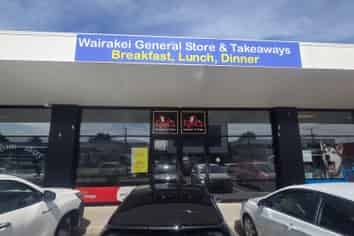 Wairakei General Store & Takeaways
Breakfast, Lunch, Dinner